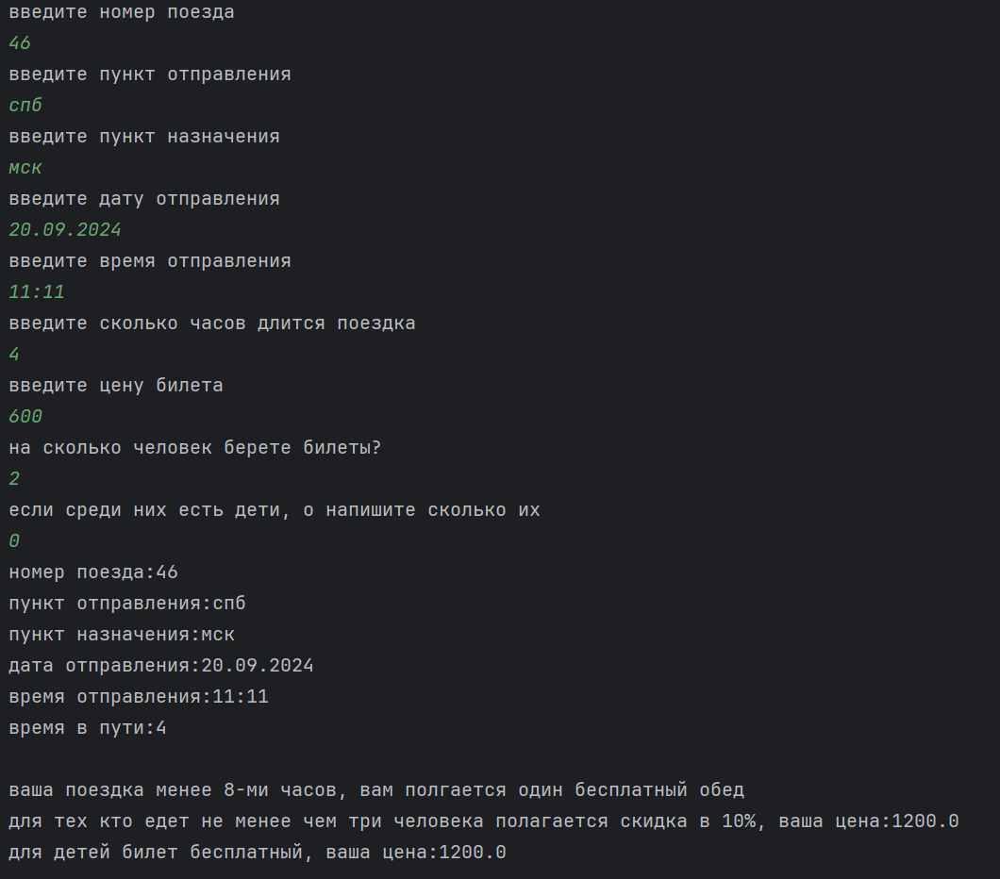 введите номер поезда
46
введите пункт отправления
спб
введите пункт назначения
мск
введите дату отправления
20.09.2024
введите время отправления
11:11
введите сколько часов длится поездка
4
введите цену билета
600
на сколько человек берете билеты?
2
если среди них есть дети, о напишите сколько их
0
номер поезда:46
пункт отправления:спб
пункт назначения:мск
дата отправления:20.09.2024
время отправления:11:11
время в пути:4
ваша поездка менее 8-ми часов, вам полгается один бесплатный обед
для тех кто едет не менее чем три человека полагается скидка в 10%, ваша цена:1200.0
для детей билет бесплатный, ваша цена:1200.0